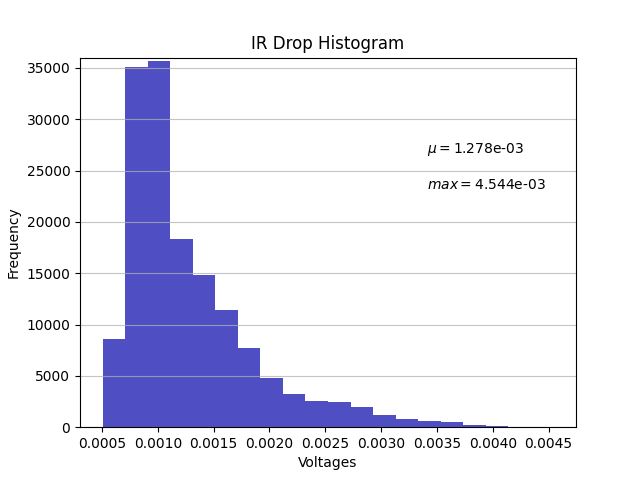 IR Drop Histogram
35000
30000
25000
20000
15000
10000
5000
0
Frequency
μ = 1.278e-03
max = 4.544e-03
0.0005 0.0010 0.0015 0.0020 0.0025 0.0030 0.0035 0.0040 0.0045
Voltages